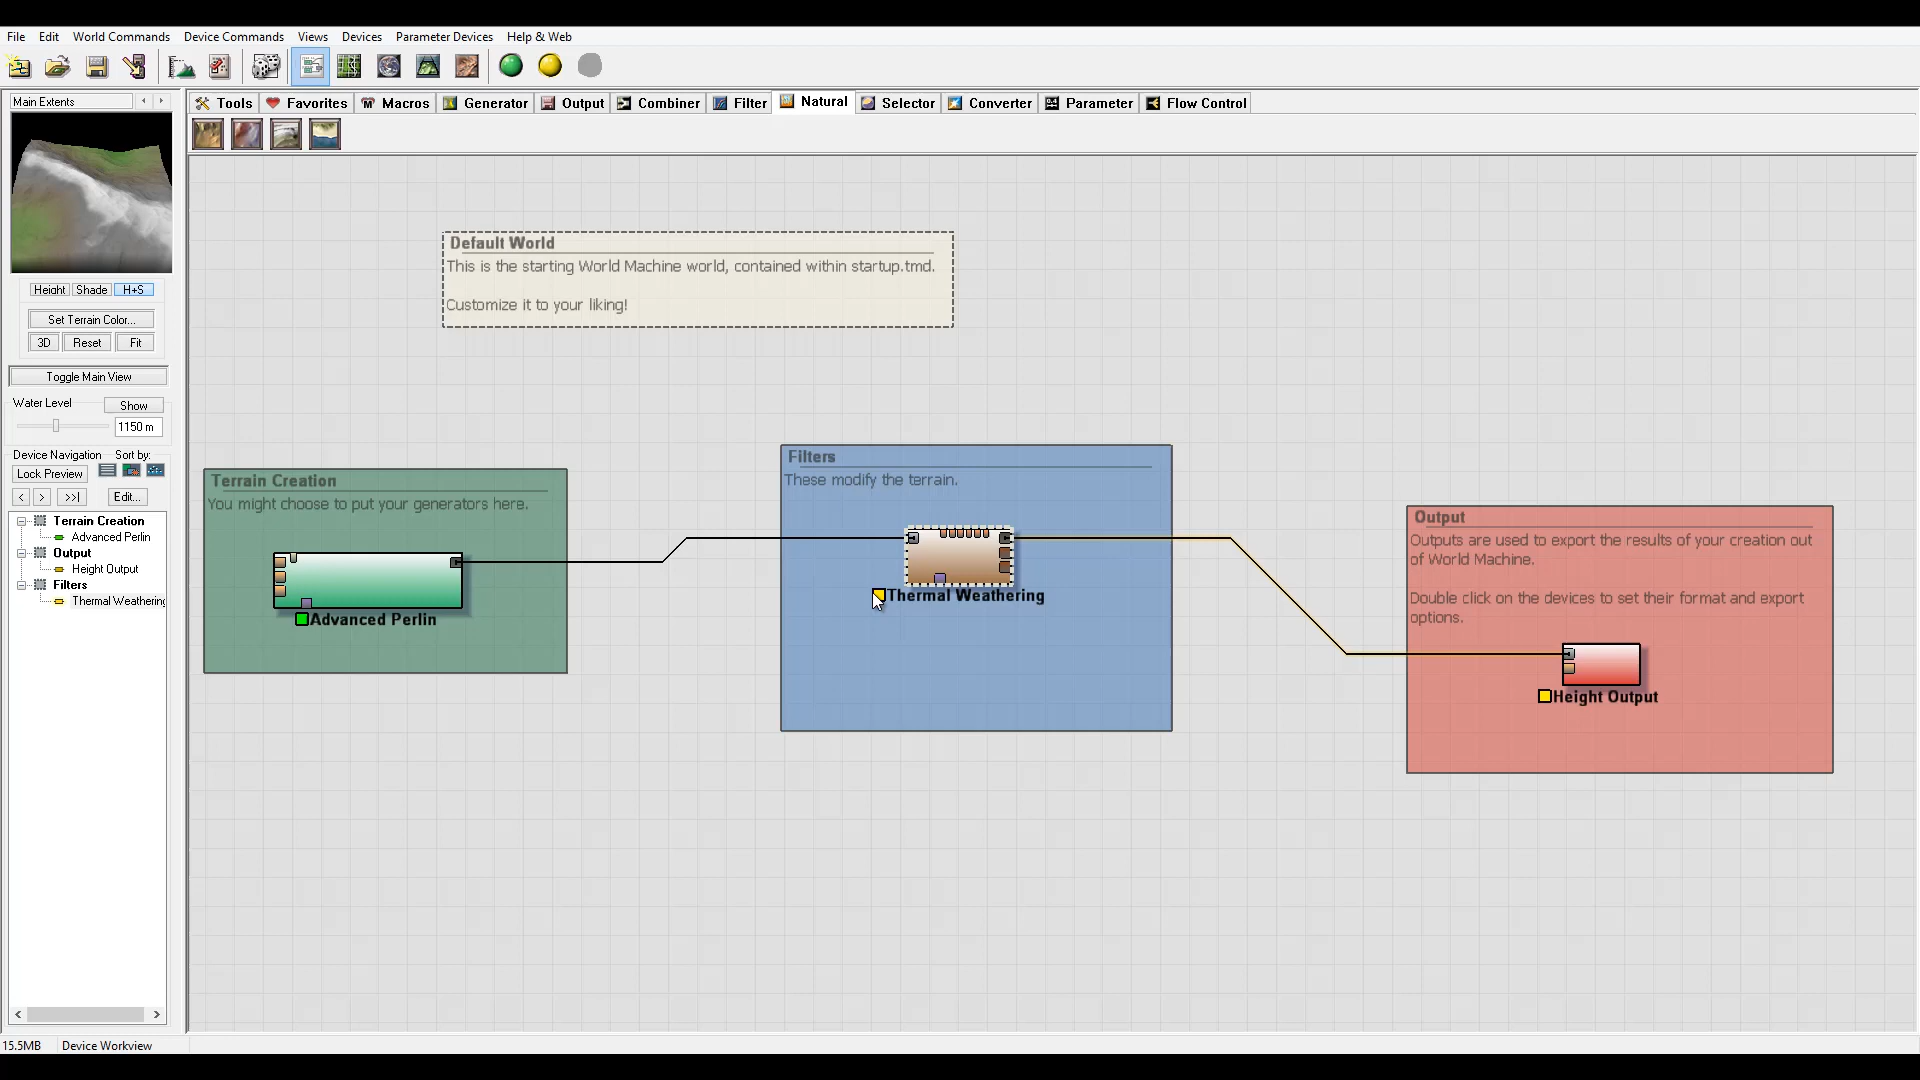 File Edit World Commands Device Commands Views Devices Parameter Devices Help & Web
Main Extents
Tools Favorites Macros Generator Output Combiner Filter Natural Selector Converter Parameter Flow Control
Height Shade H+S
Set Terrain Color...
3D Reset Fit
Toggle Main View
Water Level Show
1150 m
Device Navigation Sort by:
Lock Preview
< > >>| Edit...
Terrain Creation
Advanced Perlin
Output
Height Output
Filters
Thermal Weathering
Default World
This is the starting World Machine world, contained within startup.tmd.
Customize it to your liking!
Terrain Creation
You might choose to put your generators here.
Advanced Perlin
Filters
These modify the terrain.
Thermal Weathering
Output
Outputs are used to export the results of your creation out
of World Machine.
Double click on the devices to set their format and export
options.
Height Output
15.5MB Device Workview